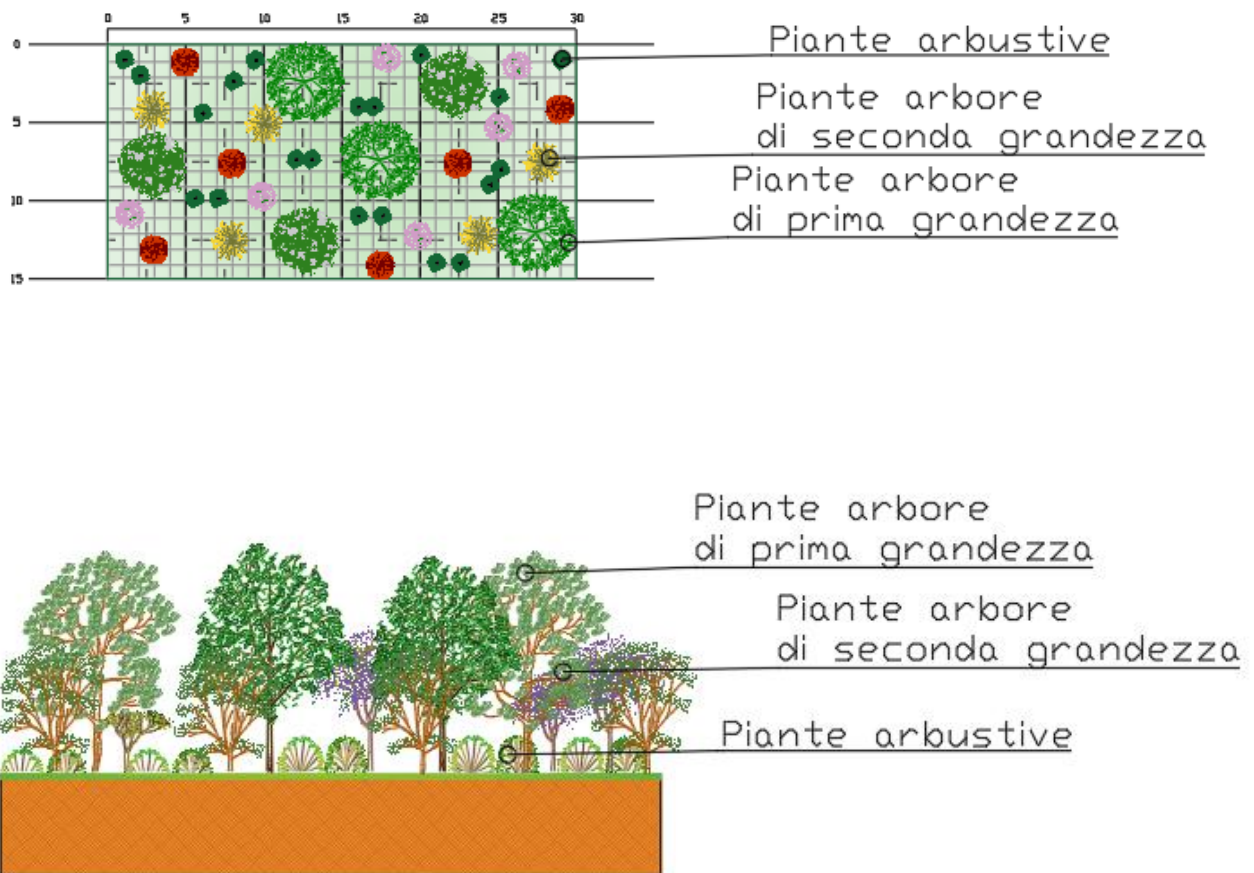 0 5 10 15 20 25 30
0
5
10
15
Piante arbustive
Piante arbore
di seconda grandezza
Piante arbore
di prima grandezza
Piante arbore
di prima grandezza
Piante arbore
di seconda grandezza
Piante arbustive